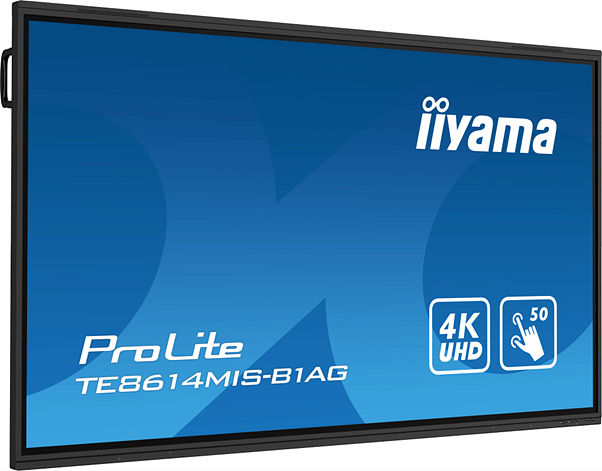 iiyama
4K
UHD
50
ProLite
TE8614MIS-B1AG